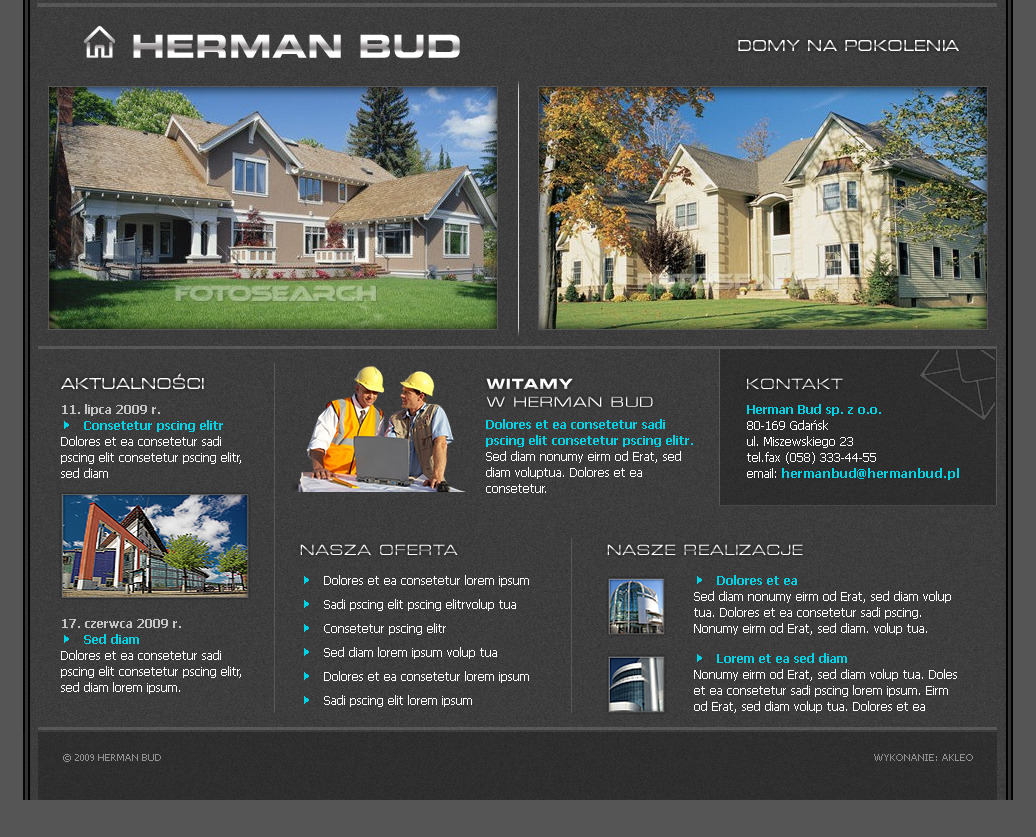 HERMAN BUD
DOMY NA POKOLENIA
FOTOSEARCH
FOTOSEARCH
AKTUALNOŚCI
11. lipca 2009 r.
Consetetur pscing elitr
Dolores et ea consetetur sadi
pscing elit consetetur pscing elitr,
sed diam
17. czerwca 2009 r.
Sed diam
Dolores et ea consetetur sadi
pscing elit consetetur pscing elitr,
sed diam lorem ipsum.
WITAMY
W HERMAN BUD
Dolores et ea consetetur sadi
pscing elit consetetur pscing elitr.
Sed diam nonumy eirm od Erat, sed
diam voluptua. Dolores et ea
consetetur.
KONTAKT
Herman Bud sp. z o.o.
80-169 Gdańsk
ul. Miszewskiego 23
tel.fax (058) 333-44-55
email: hermanbud@hermanbud.pl
NASZA OFERTA
Dolores et ea consetetur lorem ipsum
Sadi pscing elit pscing elitrvolup tua
Consetetur pscing elitr
Sed diam lorem ipsum volup tua
Dolores et ea consetetur lorem ipsum
Sadi pscing elit lorem ipsum
NASZE REALIZACJE
Dolores et ea
Sed diam nonumy eirm od Erat, sed diam volup
tua. Dolores et ea consetetur sadi pscing.
Nonumy eirm od Erat, sed diam. volup tua.
Lorem et ea sed diam
Nonumy eirm od Erat, sed diam volup tua. Doles
et ea consetetur sadi pscing lorem ipsum. Eirm
od Erat, sed diam volup tua. Dolores et ea
© 2009 HERMAN BUD
WYKONANIE: AKLEO